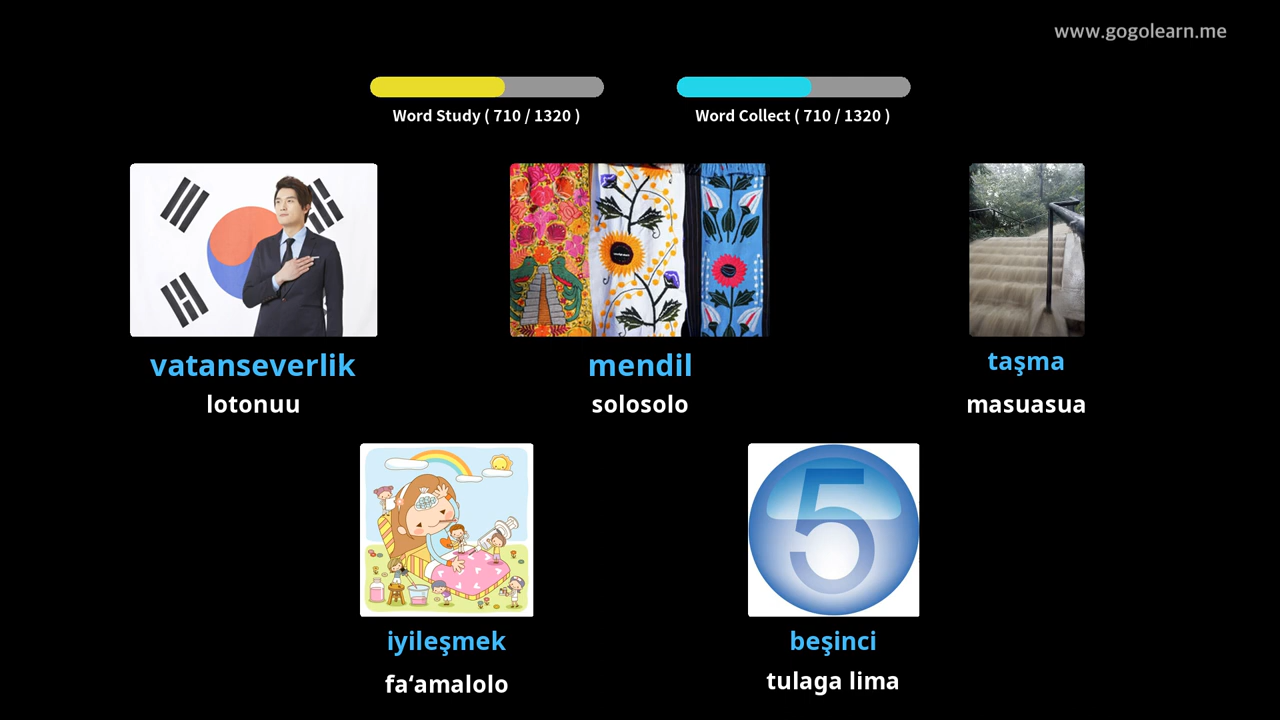 www.gogolearn.me
Word Study ( 710 / 1320 )
Word Collect ( 710 / 1320 )
vatanseverlik
lotonuu
mendil
solosolo
taşma
masuasua
iyileşmek
fa‘amalolo
5
beşinci
tulaga lima